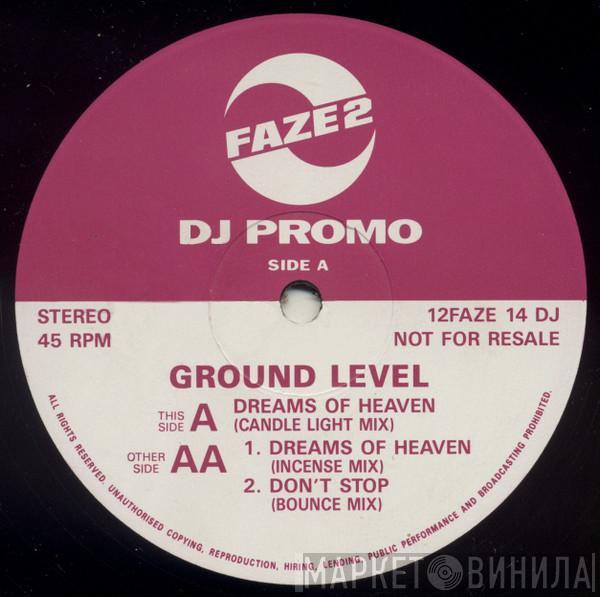 FAZE2
DJ PROMO
SIDE A
STEREO
45 RPM
12FAZE 14 DJ
NOT FOR RESALE
GROUND LEVEL
THIS SIDE A
DREAMS OF HEAVEN
(CANDLE LIGHT MIX)
OTHER SIDE AA
1. DREAMS OF HEAVEN
(INCENSE MIX)
2. DON'T STOP
(BOUNCE MIX)
ALL RIGHTS RESERVED. UNAUTHORISED COPYING, REPRODUCTION, HIRING, LENDING, PUBLIC PERFORMANCE AND BROADCASTING PROHIBITED.
МАРКЕТ ВИНИЛА